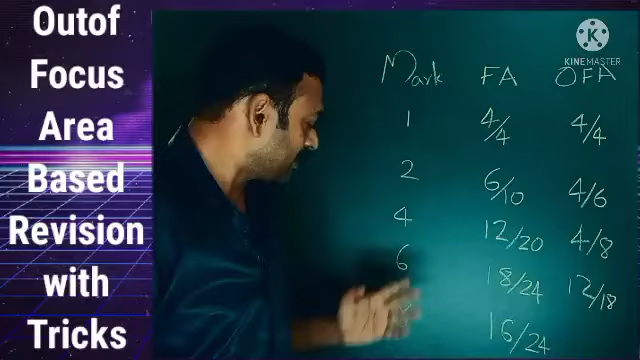 Outof
Focus
Area
Based
Revision
with
Tricks
KINEMASTER
Mark FA OFA
1 4/4 4/4
2 6/10 4/6
4 12/20 4/8
6 18/24 12/18
16/24